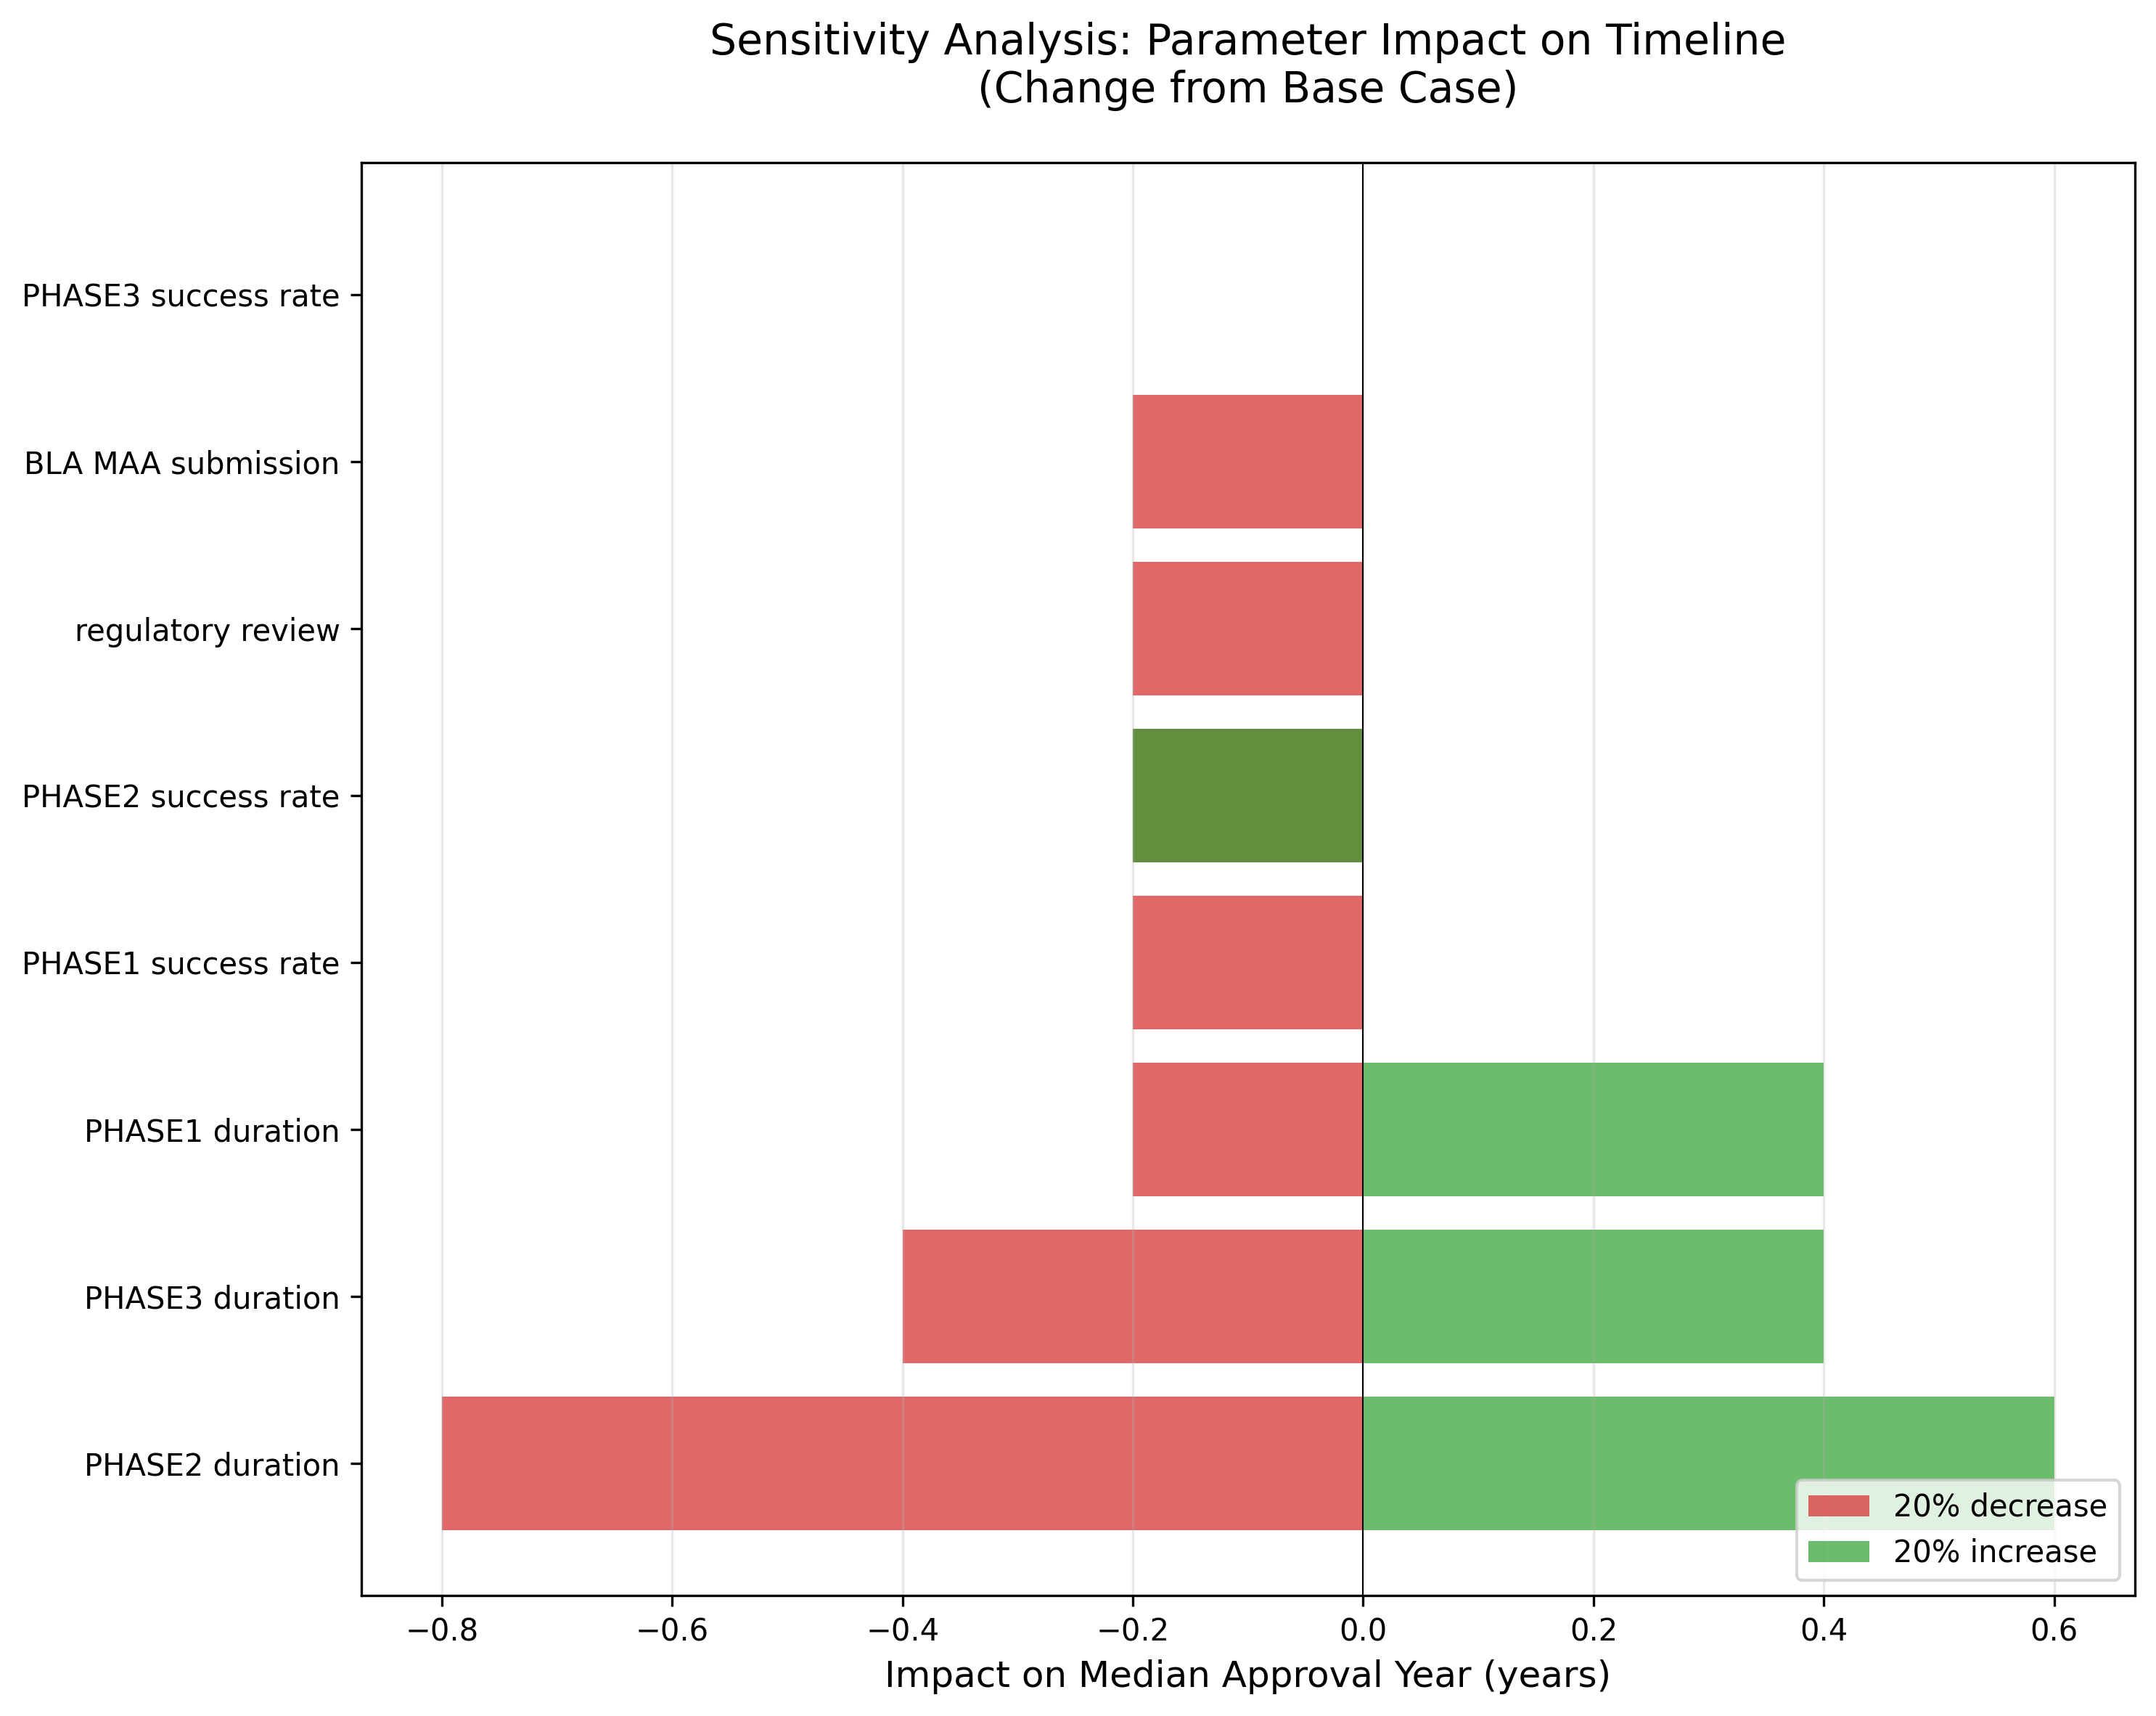 Sensitivity Analysis: Parameter Impact on Timeline
(Change from Base Case)
PHASE3 success rate
BLA MAA submission
regulatory review
PHASE2 success rate
PHASE1 success rate
PHASE1 duration
PHASE3 duration
PHASE2 duration
20% decrease
20% increase
−0.8 −0.6 −0.4 −0.2 0.0 0.2 0.4 0.6
Impact on Median Approval Year (years)